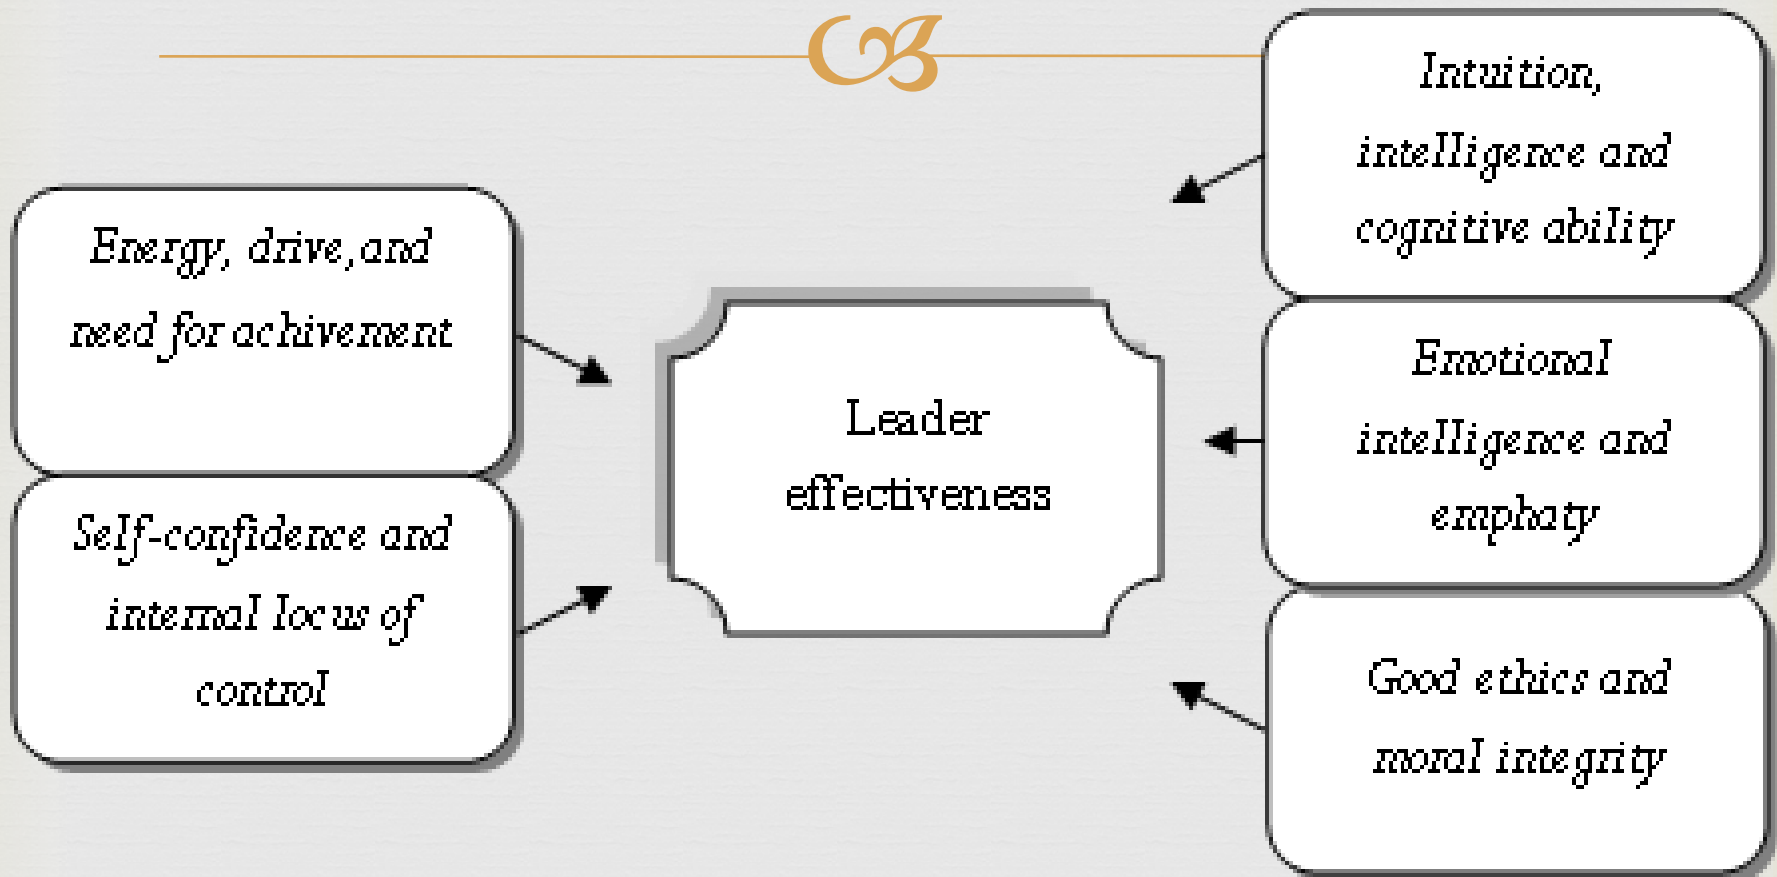 Energy, drive, and
need for achivement
Self-confidence and
internal locus of
control
Leader
effectiveness
Intuition,
intelligence and
cognitive ability
Emotional
intelligence and
emphaty
Good ethics and
moral integrity